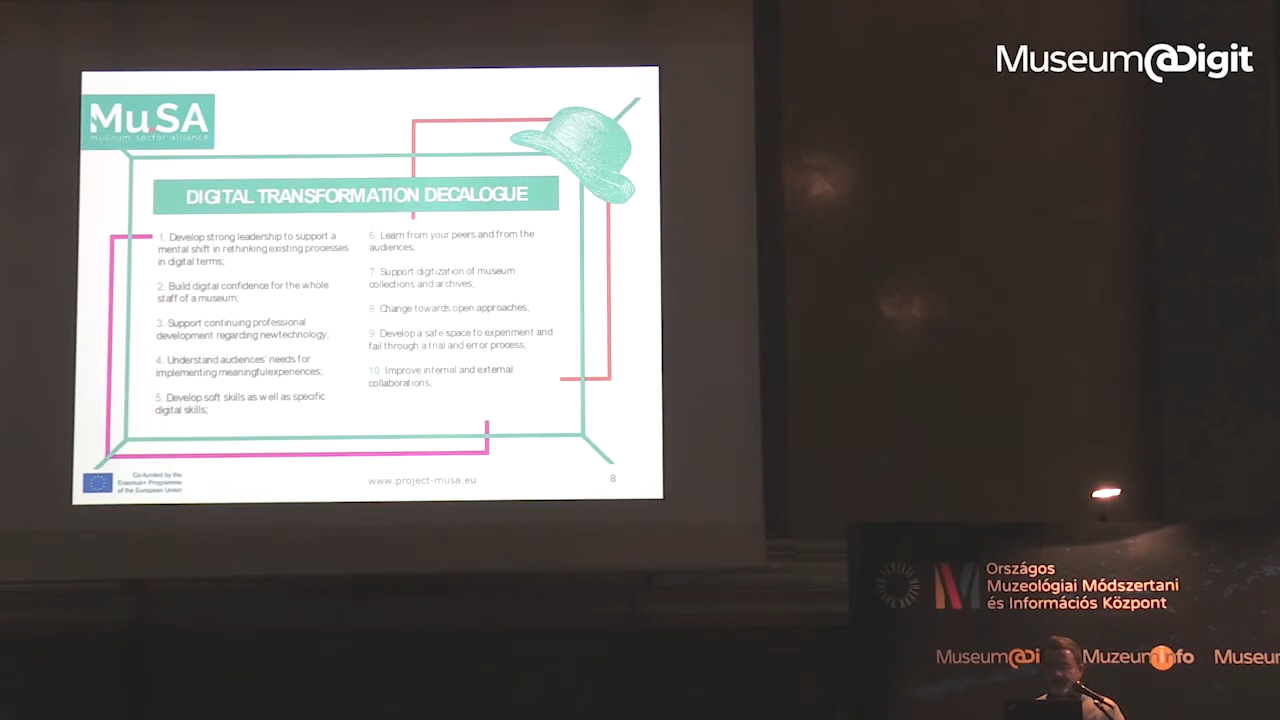 Museum@Digit
MuSA
museum sector alliance
DIGITAL TRANSFORMATION DECALOGUE
1. Develop strong leadership to support a
mental shift in rethinking existing processes
in digital terms;
2. Build digital confidence for the whole
staff of a museum;
3. Support continuing professional
development regarding newtechnology;
4. Understand audiences' needs for
implementing meaningfulexperiences;
5. Develop soft skills as well as specific
digital skills;
6. Learn from your peers and from the
audiences;
7. Support digitization of museum
collections and archives;
8. Change towards open approaches;
9. Develop a safe space to experiment and
fail through a trial and error process;
10. Improve internal and external
collaborations;
Co-funded by the
Erasmus+ Programme
of the European Union
www.project-musa.eu
8
Országos
Muzeológiai Módszertani
és Információs Központ
Museum@Di
Muzeum.info
Museum